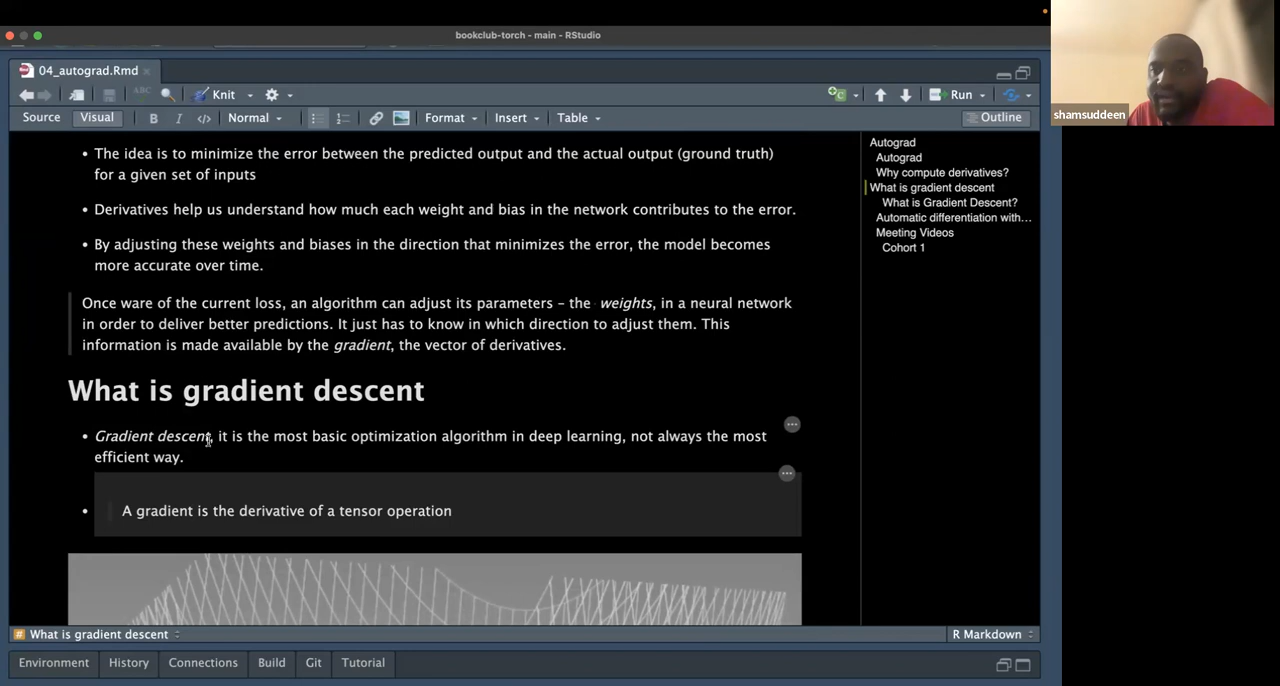 bookclub-torch - main - RStudio
04_autograd.Rmd
ABC Knit
Run
Source Visual B I Normal Format Insert Table Outline
• The idea is to minimize the error between the predicted output and the actual output (ground truth)
for a given set of inputs
• Derivatives help us understand how much each weight and bias in the network contributes to the error.
• By adjusting these weights and biases in the direction that minimizes the error, the model becomes
more accurate over time.
Once ware of the current loss, an algorithm can adjust its parameters – the weights, in a neural network
in order to deliver better predictions. It just has to know in which direction to adjust them. This
information is made available by the gradient, the vector of derivatives.
What is gradient descent
• Gradient descent, it is the most basic optimization algorithm in deep learning, not always the most
efficient way.
• A gradient is the derivative of a tensor operation
Autograd
Autograd
Why compute derivatives?
What is gradient descent
What is Gradient Descent?
Automatic differentiation with...
Meeting Videos
Cohort 1
shamsuddeen
# What is gradient descent
R Markdown
Environment History Connections Build Git Tutorial